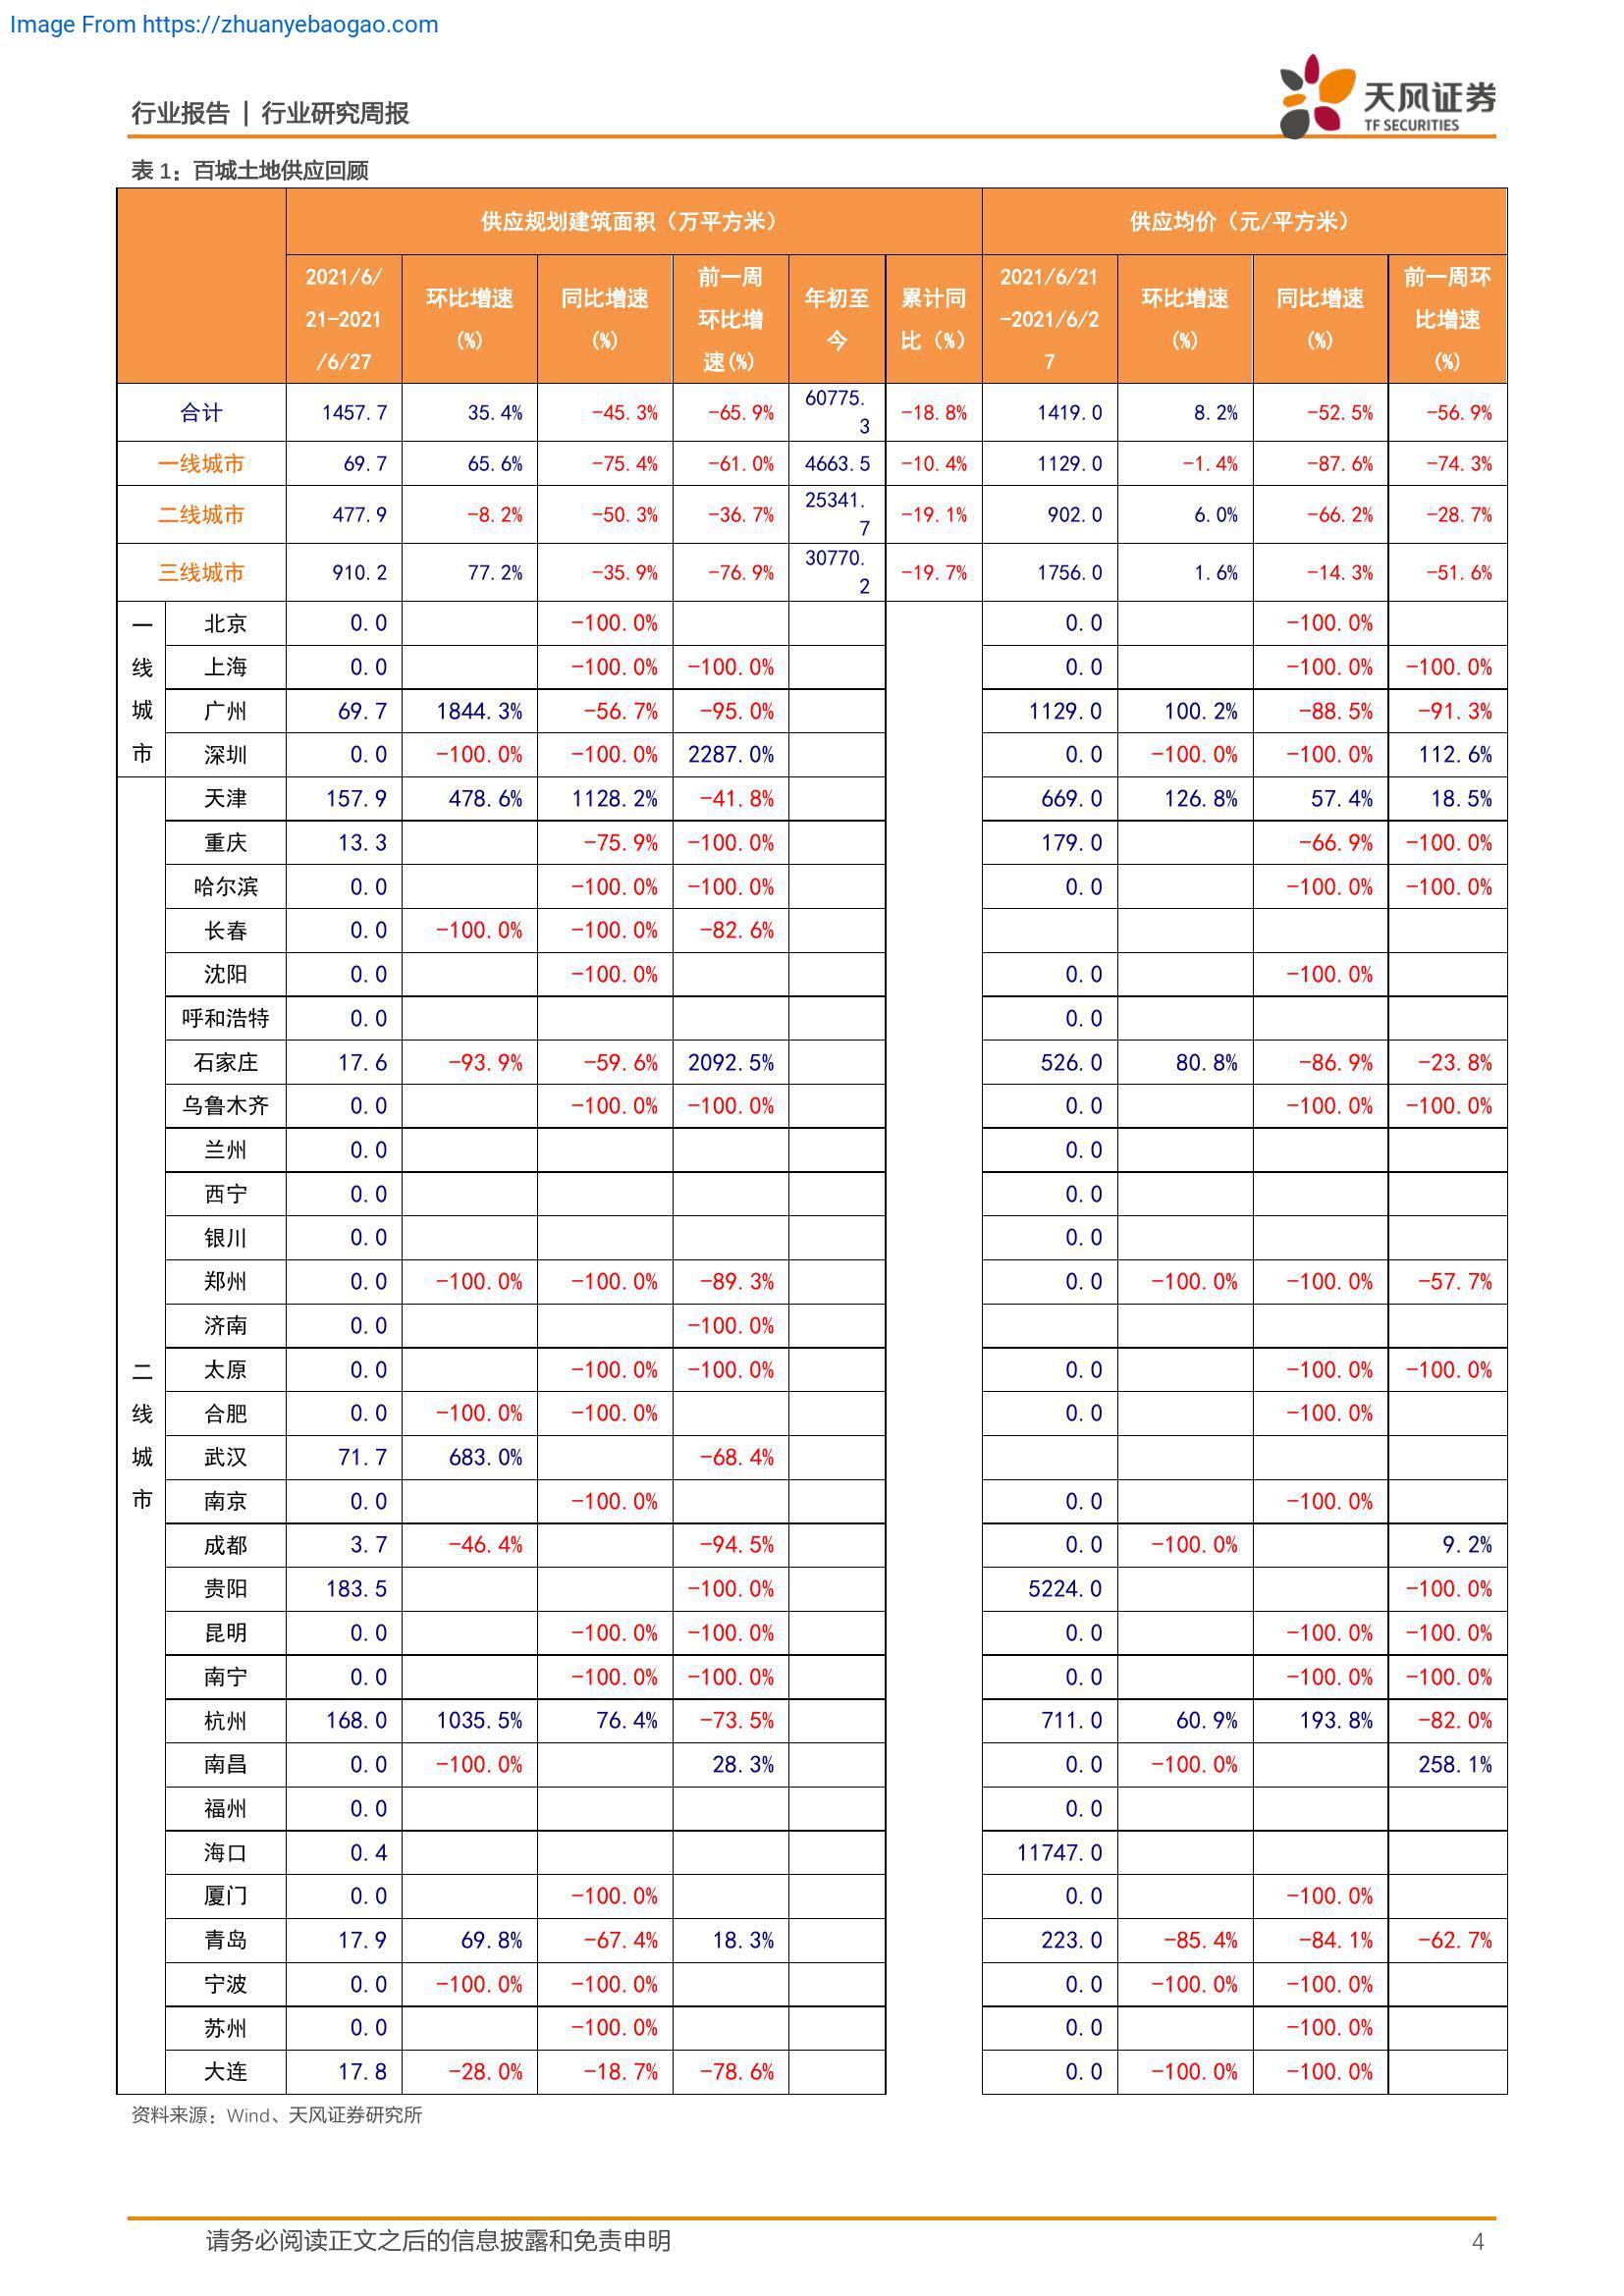 Image From https://zhuanyebaogao.com
行业报告 | 行业研究周报
天风证券
TF SECURITIES
表 1：百城土地供应回顾
供应规划建筑面积（万平方米） 供应均价（元/平方米）
2021/6/21-2021/6/27 环比增速(%) 同比增速(%) 前一周环比增速(%) 年初至今 累计同比（%） 2021/6/21-2021/6/27 环比增速(%) 同比增速(%) 前一周环比增速(%)
合计 1457.7 35.4% -45.3% -65.9% 60775.3 -18.8% 1419.0 8.2% -52.5% -56.9%
一线城市 69.7 65.6% -75.4% -61.0% 4663.5 -10.4% 1129.0 -1.4% -87.6% -74.3%
二线城市 477.9 -8.2% -50.3% -36.7% 25341.7 -19.1% 902.0 6.0% -66.2% -28.7%
三线城市 910.2 77.2% -35.9% -76.9% 30770.2 -19.7% 1756.0 1.6% -14.3% -51.6%
一线城市
北京 0.0 -100.0% 0.0 -100.0%
上海 0.0 -100.0% -100.0% 0.0 -100.0% -100.0%
广州 69.7 1844.3% -56.7% -95.0% 1129.0 100.2% -88.5% -91.3%
深圳 0.0 -100.0% -100.0% 2287.0% 0.0 -100.0% -100.0% 112.6%
二线城市
天津 157.9 478.6% 1128.2% -41.8% 669.0 126.8% 57.4% 18.5%
重庆 13.3 -75.9% -100.0% 179.0 -66.9% -100.0%
哈尔滨 0.0 -100.0% -100.0% 0.0 -100.0% -100.0%
长春 0.0 -100.0% -100.0% -82.6%
沈阳 0.0 -100.0% 0.0 -100.0%
呼和浩特 0.0 0.0
石家庄 17.6 -93.9% -59.6% 2092.5% 526.0 80.8% -86.9% -23.8%
乌鲁木齐 0.0 -100.0% -100.0% 0.0 -100.0% -100.0%
兰州 0.0 0.0
西宁 0.0 0.0
银川 0.0 0.0
郑州 0.0 -100.0% -100.0% -89.3% 0.0 -100.0% -100.0% -57.7%
济南 0.0 -100.0%
太原 0.0 -100.0% -100.0% 0.0 -100.0% -100.0%
合肥 0.0 -100.0% -100.0% 0.0 -100.0%
武汉 71.7 683.0% -68.4%
南京 0.0 -100.0% 0.0 -100.0%
成都 3.7 -46.4% -94.5% 0.0 -100.0% 9.2%
贵阳 183.5 -100.0% 5224.0 -100.0%
昆明 0.0 -100.0% -100.0% 0.0 -100.0% -100.0%
南宁 0.0 -100.0% -100.0% 0.0 -100.0% -100.0%
杭州 168.0 1035.5% 76.4% -73.5% 711.0 60.9% 193.8% -82.0%
南昌 0.0 -100.0% 28.3% 0.0 -100.0% 258.1%
福州 0.0 0.0
海口 0.4 11747.0
厦门 0.0 -100.0% 0.0 -100.0%
青岛 17.9 69.8% -67.4% 18.3% 223.0 -85.4% -84.1% -62.7%
宁波 0.0 -100.0% -100.0% 0.0 -100.0% -100.0%
苏州 0.0 -100.0% 0.0 -100.0%
大连 17.8 -28.0% -18.7% -78.6% 0.0 -100.0% -100.0%
资料来源：Wind、天风证券研究所
请务必阅读正文之后的信息披露和免责申明 4